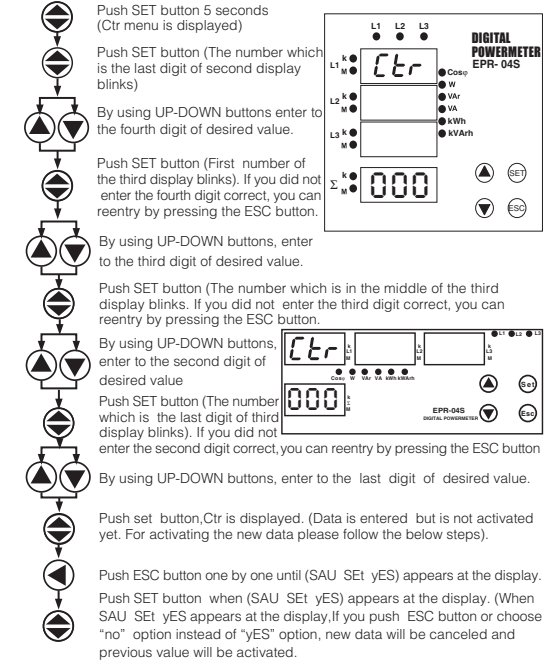 Push SET button 5 seconds
(Ctr menu is displayed)
Push SET button (The number which
is the last digit of second display
blinks)
By using UP-DOWN buttons enter to
the fourth digit of desired value.
Push SET button (First number of
the third display blinks). If you did not
enter the fourth digit correct, you can
reentry by pressing the ESC button.
By using UP-DOWN buttons, enter
to the third digit of desired value.
L1 L2 L3
DIGITAL
POWERMETER
EPR- 04S
L1 k M
Ctr
Cosφ
W
L2 k M
VAr
VA
kWh
L3 k M
kVArh
Σ k M
000
SET
ESC
Push SET button (The number which is in the middle of the third
display blinks. If you did not enter the third digit correct, you can
reentry by pressing the ESC button.
By using UP-DOWN buttons,
enter to the second digit of
desired value
Push SET button (The number
which is the last digit of third
display blinks). If you did not
enter the second digit correct,you can reentry by pressing the ESC button
L1 L2 L3
Ctr
k L1 M
k L2 M
k L3 M
Cosφ W VAr VA kWh kWArh
000
k Σ M
Set
EPR-04S
DIGITAL POWERMETER
Esc
By using UP-DOWN buttons, enter to the last digit of desired value.
Push set button,Ctr is displayed. (Data is entered but is not activated
yet. For activating the new data please follow the below steps).
Push ESC button one by one until (SAU SEt yES) appears at the display.
Push SET button when (SAU SEt yES) appears at the display. (When
SAU SEt yES appears at the display,If you push ESC button or choose
“no” option instead of “yES” option, new data will be canceled and
previous value will be activated.